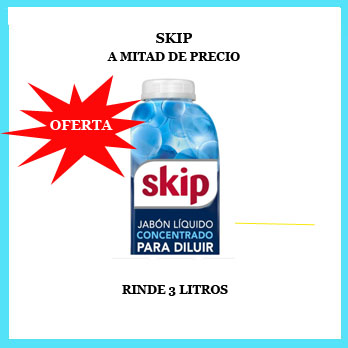 SKIP
A MITAD DE PRECIO
OFERTA
skip
JABÓN LÍQUIDO
CONCENTRADO
PARA DILUIR
RINDE 3 LITROS